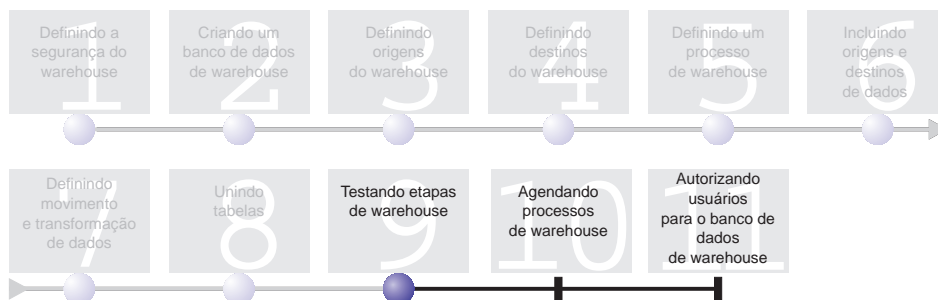 1
Definindo a
segurança do
warehouse
2
Criando um
banco de dados
de warehouse
3
Definindo
origens
do warehouse
4
Definindo
destinos
do warehouse
5
Definindo um
processo
de warehouse
6
Incluindo
origens e
destinos
de dados
7
Definindo
movimento
e transformação
de dados
8
Unindo
tabelas
9
Testando etapas
de warehouse
10
Agendando
processos
de warehouse
11
Autorizando
usuários
para o banco de
dados
de warehouse